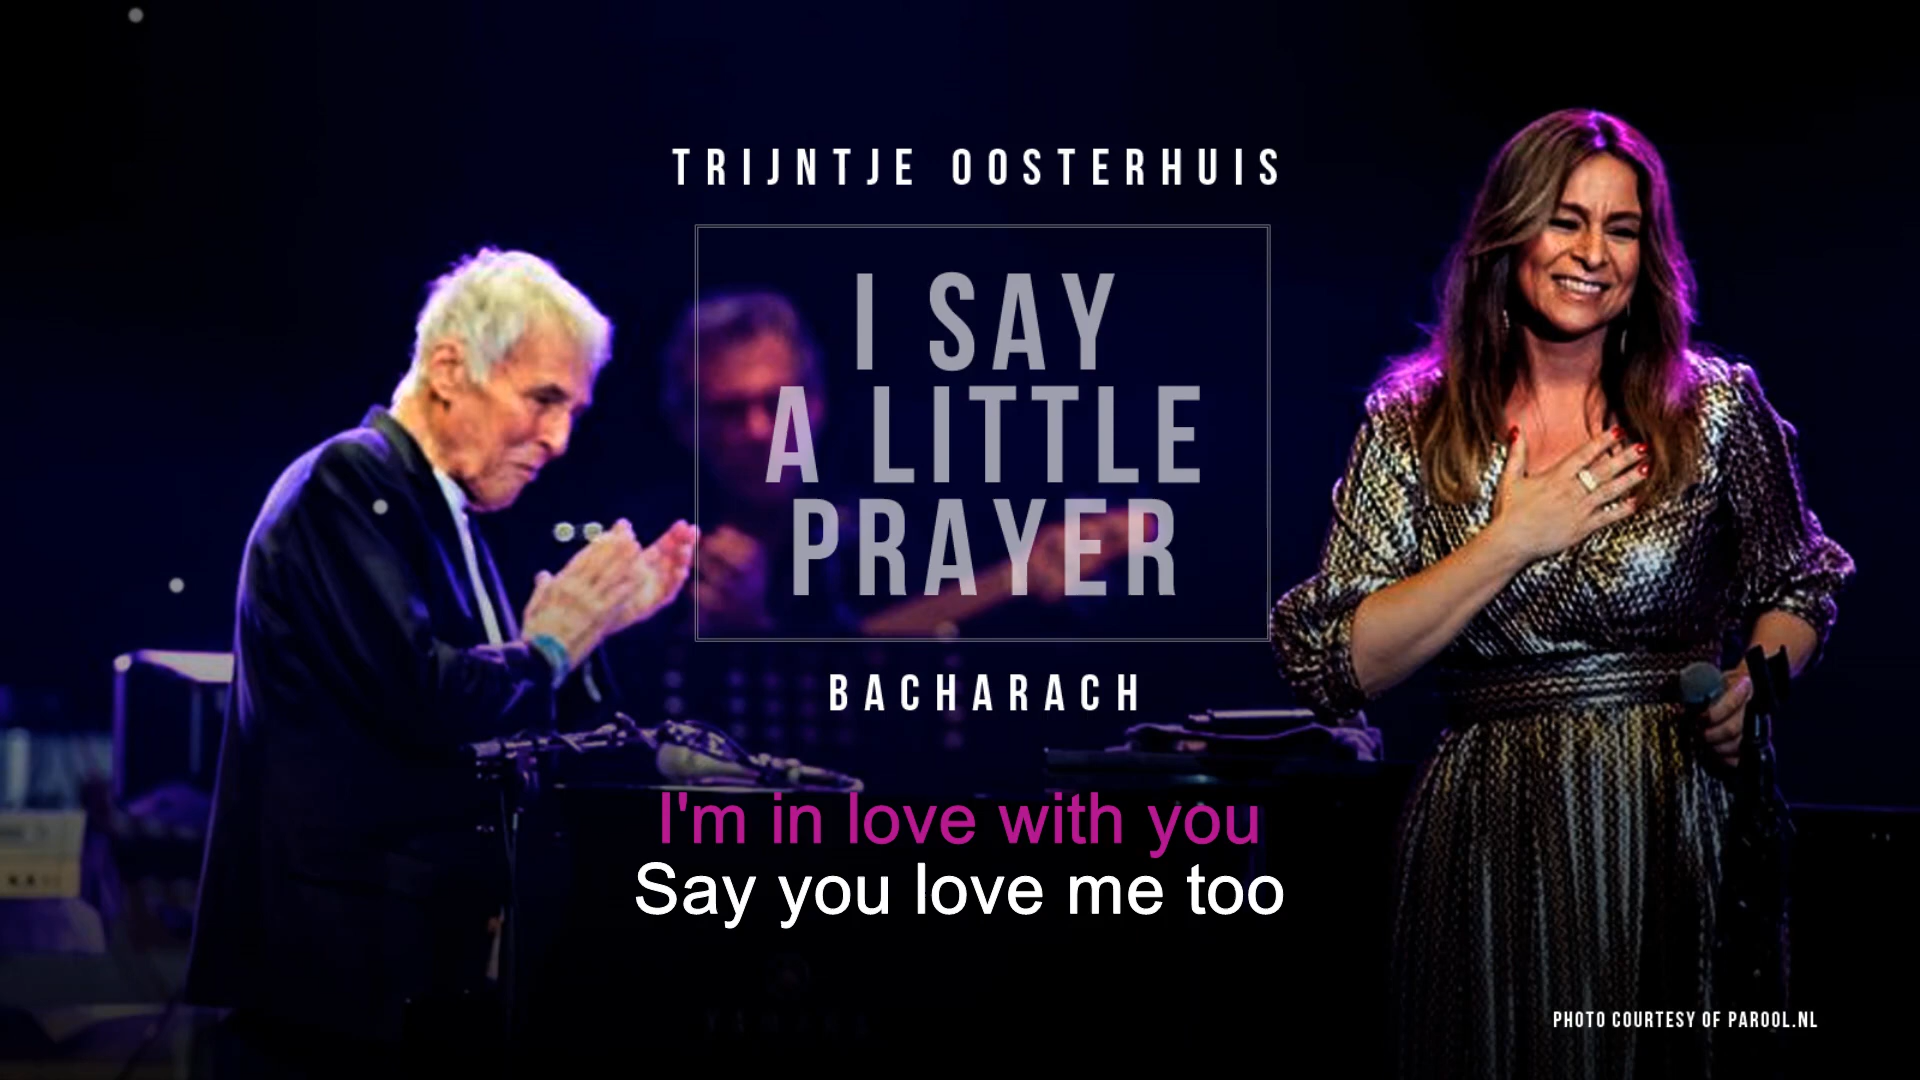 TRIJNTJE OOSTERHUIS
I SAY
A LITTLE
PRAYER
BACHARACH
I'm in love with you
Say you love me too
PHOTO COURTESY OF PAROOL.NL